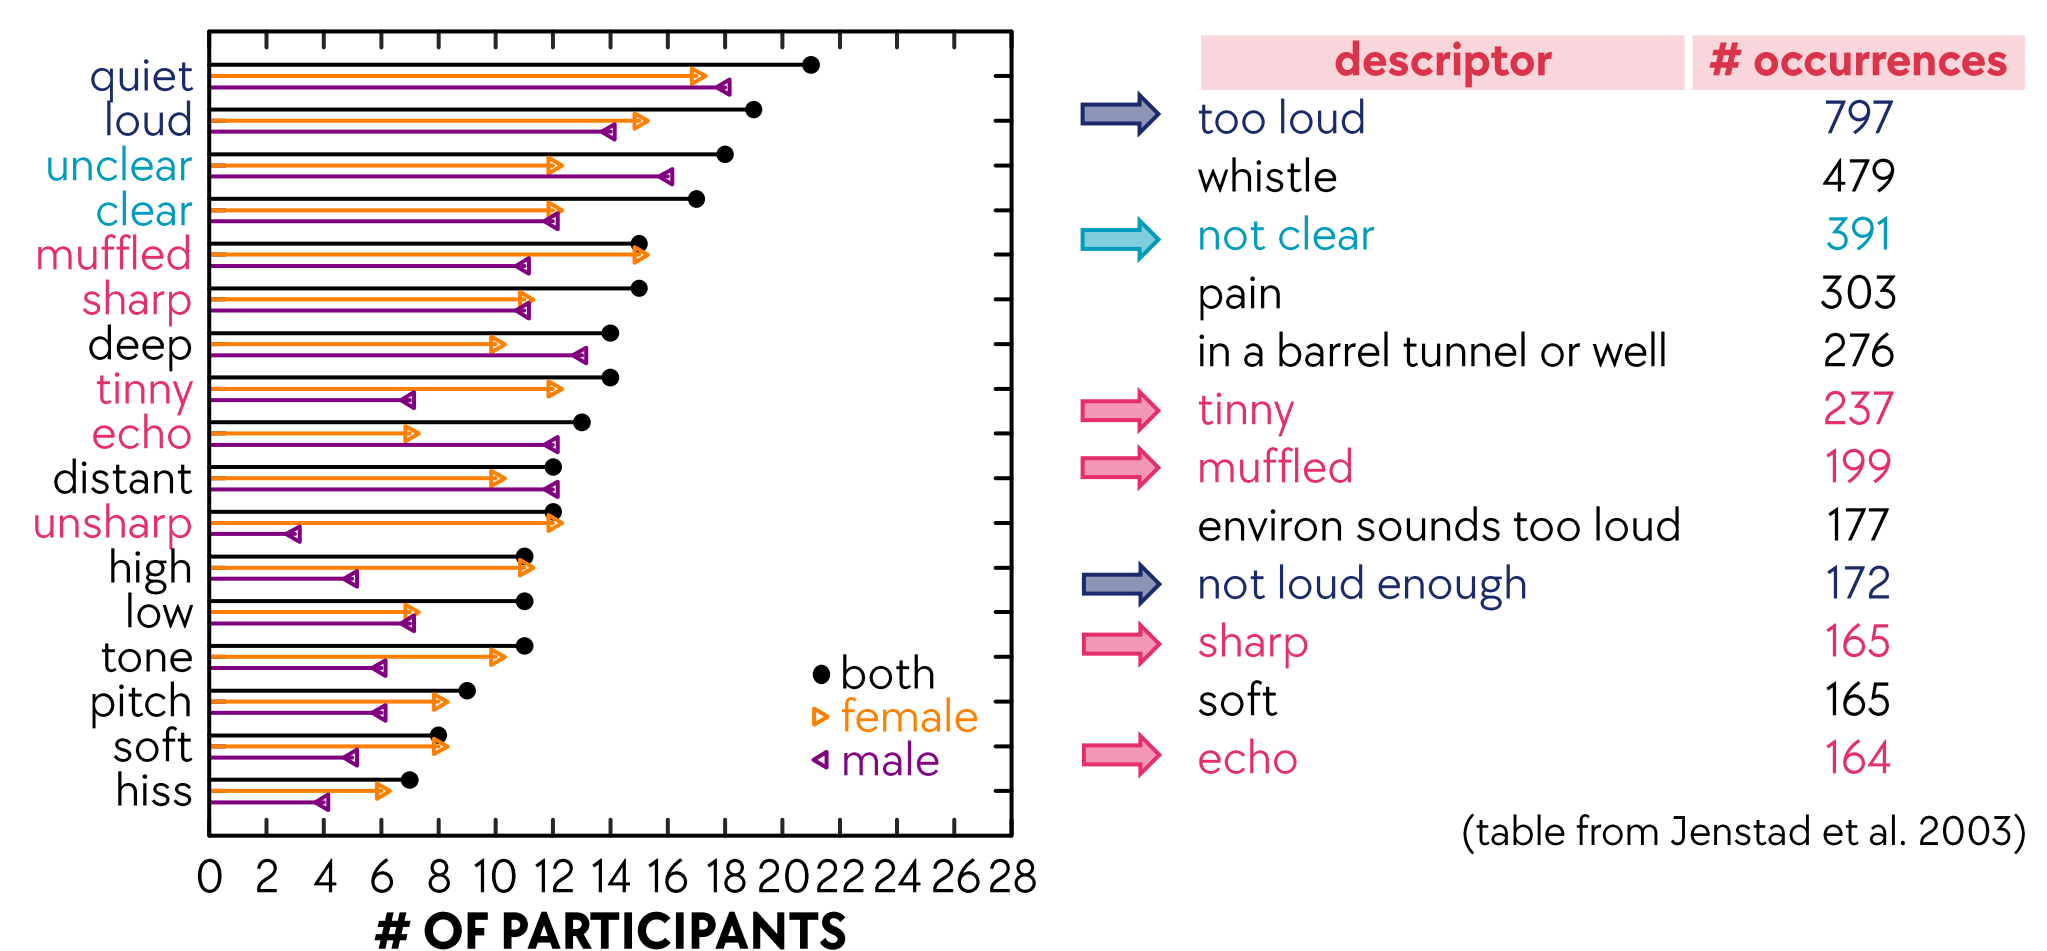 quiet
loud
unclear
clear
muffled
sharp
deep
tinny
echo
distant
unsharp
high
low
tone
pitch
soft
hiss
both
female
male
0 2 4 6 8 10 12 14 16 18 20 22 24 26 28
# OF PARTICIPANTS
descriptor # occurrences
too loud 797
whistle 479
not clear 391
pain 303
in a barrel tunnel or well 276
tinny 237
muffled 199
environ sounds too loud 177
not loud enough 172
sharp 165
soft 165
echo 164
(table from Jenstad et al. 2003)